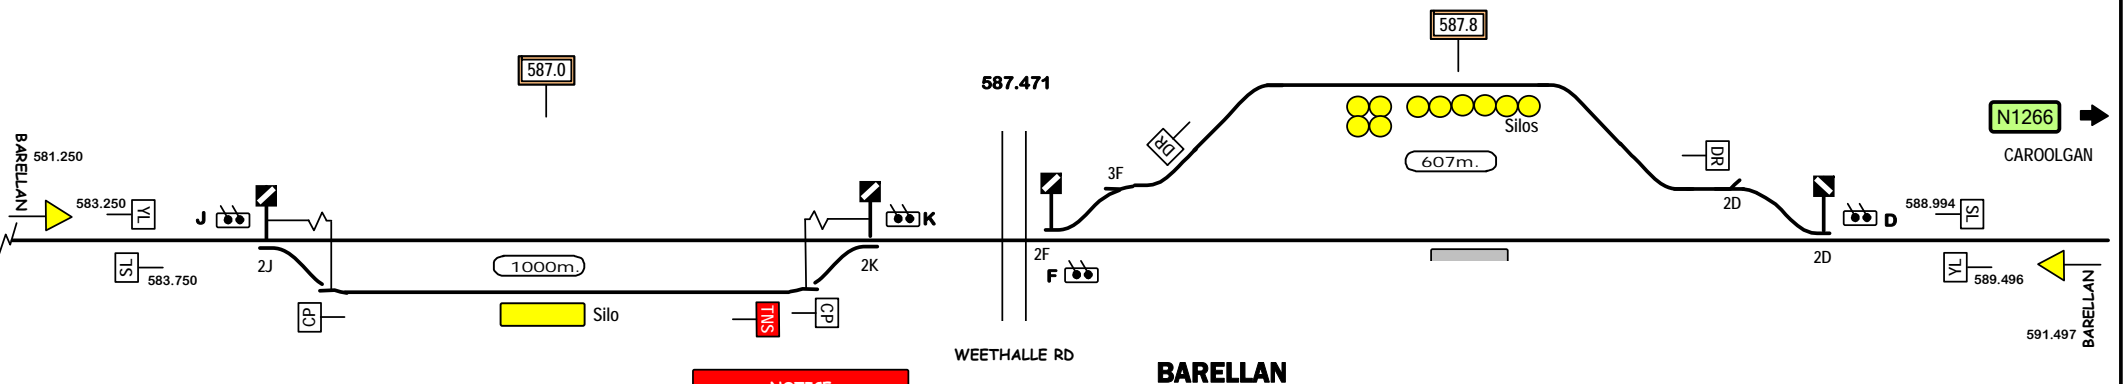 587.8
587.0
587.471
N1266
CAROOLGAN
Silos
607m.
DR
DR
3F
2D
BARELLAN
581.250
583.250
YL
J
K
D
588.994
SL
SL
583.750
2J
1000m.
2K
2F
F
2D
YL
589.496
BARELLAN
591.497
CP
Silo
TNS
CP
WEETHALLE RD
BARELLAN
NOTICE